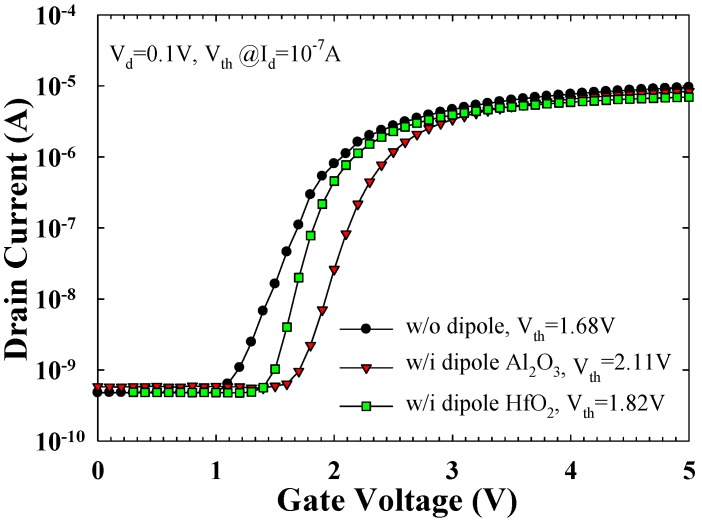 10⁻⁴
V_d=0.1V, V_th @I_d=10⁻⁷A
10⁻⁵
10⁻⁶
10⁻⁷
10⁻⁸
10⁻⁹
10⁻¹⁰
Drain Current (A)
w/o dipole, V_th=1.68V
w/i dipole Al₂O₃, V_th=2.11V
w/i dipole HfO₂, V_th=1.82V
0 1 2 3 4 5
Gate Voltage (V)